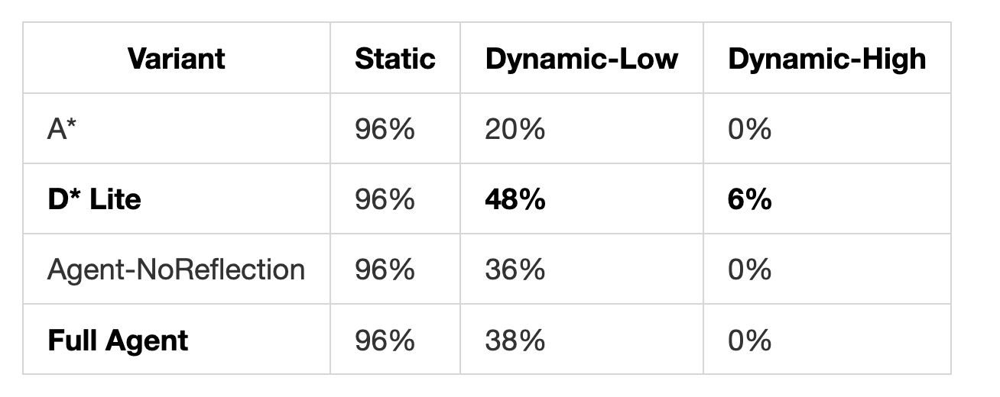 Variant Static Dynamic-Low Dynamic-High
A* 96% 20% 0%
D* Lite 96% 48% 6%
Agent-NoReflection 96% 36% 0%
Full Agent 96% 38% 0%